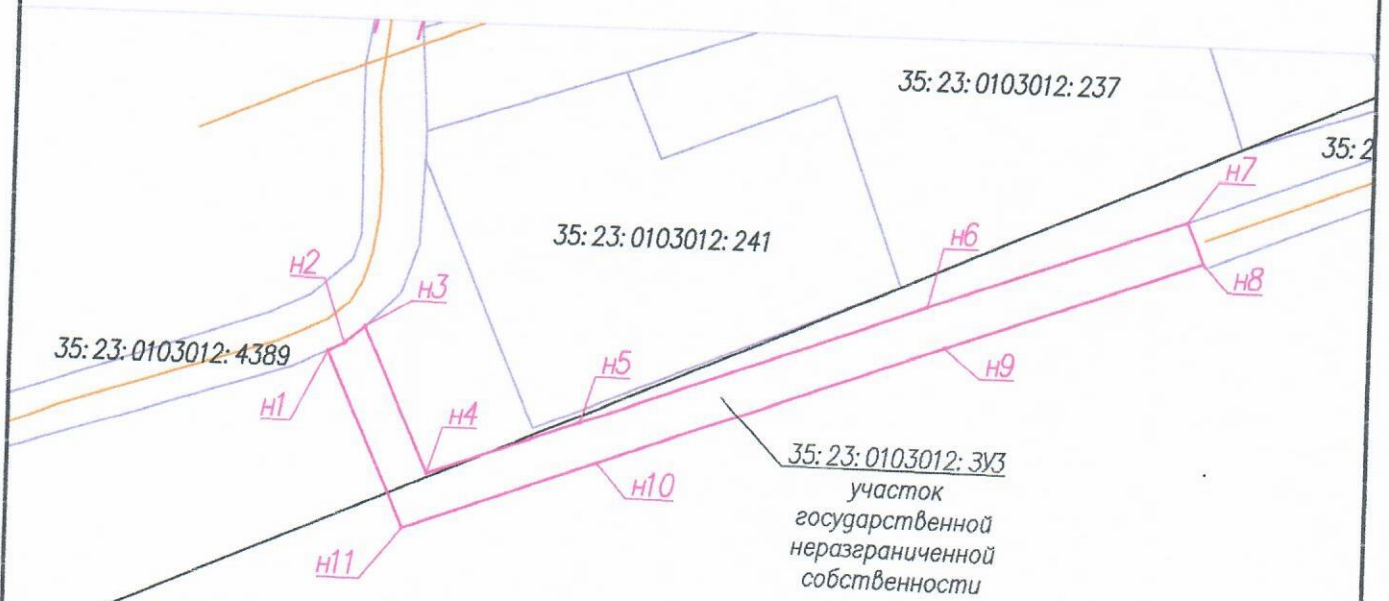 35:23:0103012:237
35:2
н7
35:23:0103012:241
н6
н2
н3
н8
35:23:0103012:4389
н5
н9
н1
н4
35:23:0103012:ЗУ3
н10
участок
государственной
неразграниченной
собственности
н11